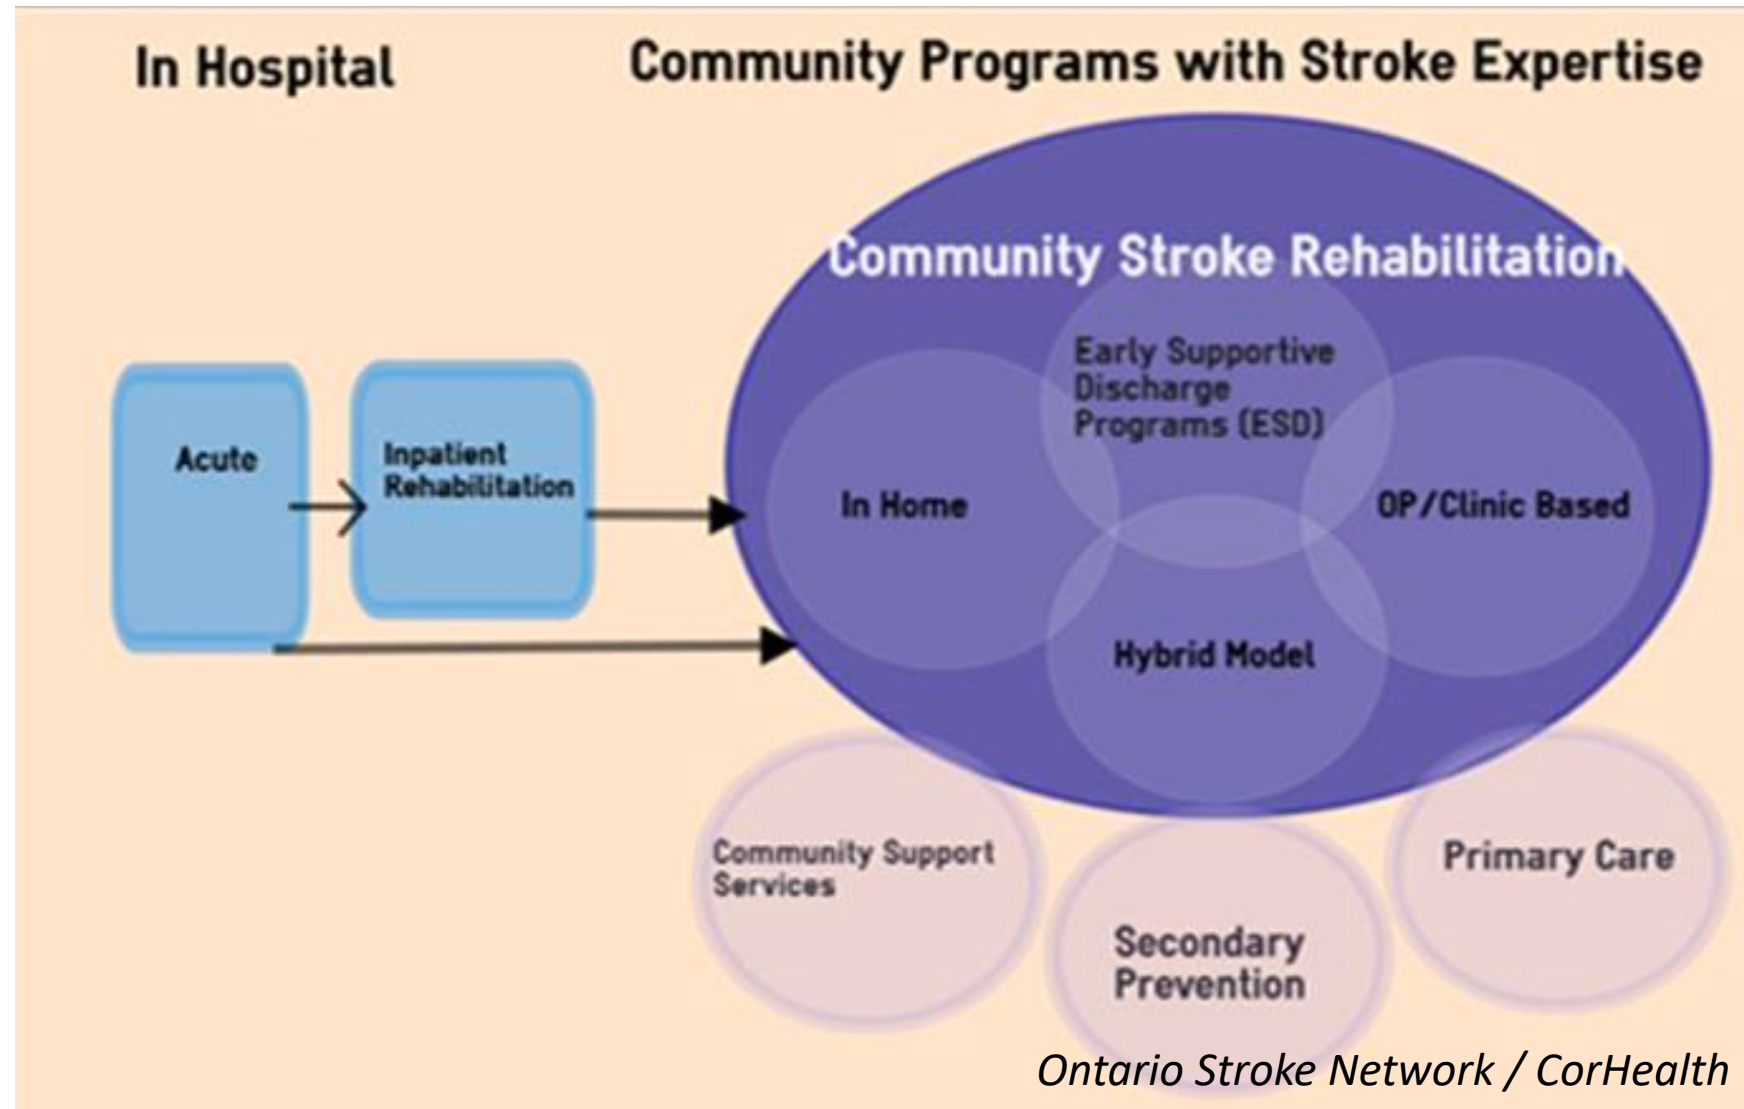 In Hospital
Community Programs with Stroke Expertise
Community Stroke Rehabilitation
Early Supportive
Discharge
Programs (ESD)
Acute
Inpatient
Rehabilitation
In Home
OP/Clinic Based
Hybrid Model
Community Support
Services
Primary Care
Secondary
Prevention
Ontario Stroke Network / CorHealth